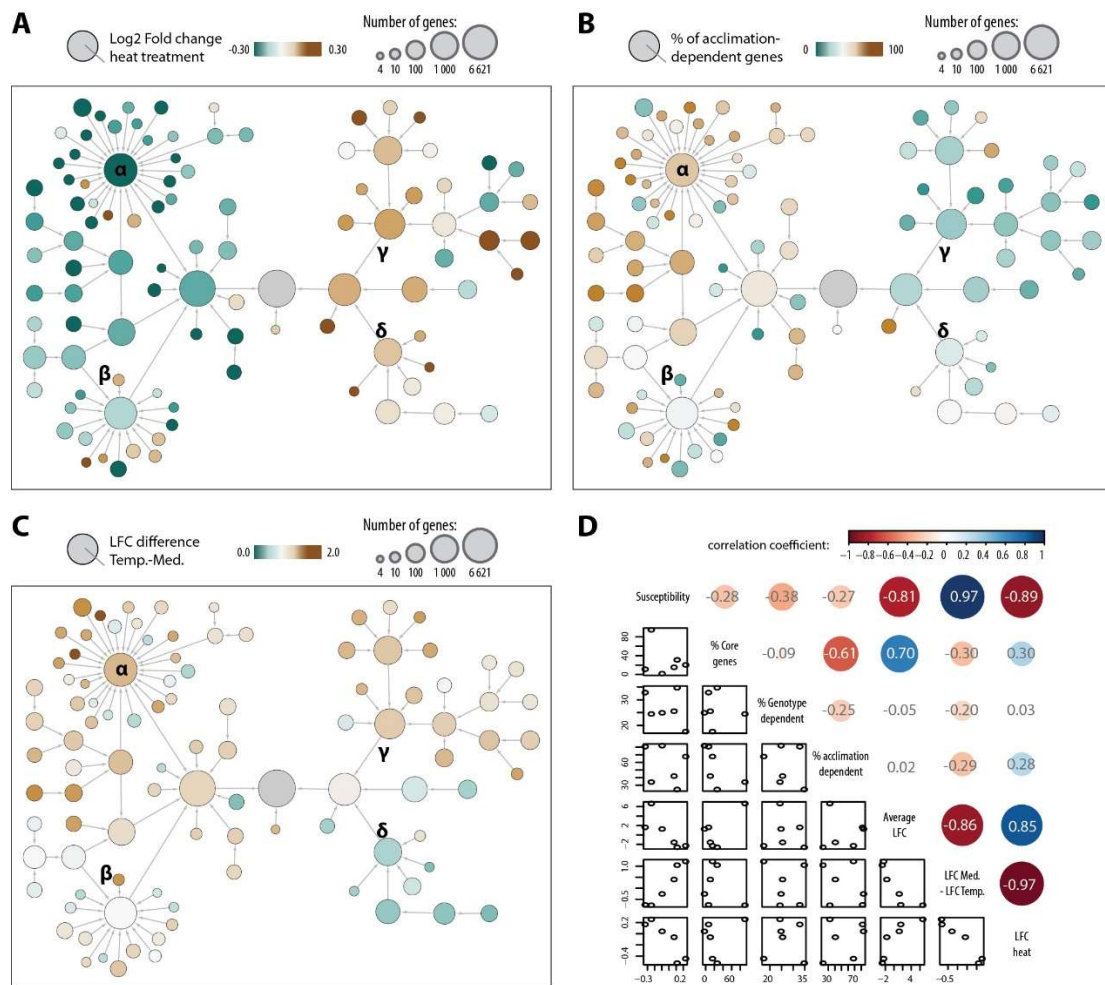 A
Log2 Fold change
heat treatment
-0.30 0.30
Number of genes:
4 10 100 1 000 6 621
α
γ
δ
β
B
% of acclimation-
dependent genes
0 100
Number of genes:
4 10 100 1 000 6 621
α
γ
δ
β
C
LFC difference
Temp.-Med.
0.0 2.0
Number of genes:
4 10 100 1 000 6 621
α
γ
δ
β
D
correlation coefficient:
−1 −0.8 −0.6 −0.4 −0.2 0 0.2 0.4 0.6 0.8 1
Susceptibility -0.28 -0.38 -0.27 -0.81 0.97 -0.89
0 40 80
% Core
genes
-0.09 -0.61 0.70 -0.30 0.30
20 30
% Genotype
dependent
-0.25 -0.05 -0.20 0.03
30 60
% acclimation
dependent
0.02 -0.29 0.28
−2 2 6
Average
LFC
-0.86 0.85
−0.5 1.0
LFC Med.
- LFC Temp.
-0.97
−0.4 0.2
LFC
heat
−0.3 0.2 0 60 20 35 30 70 −2 4 −0.5